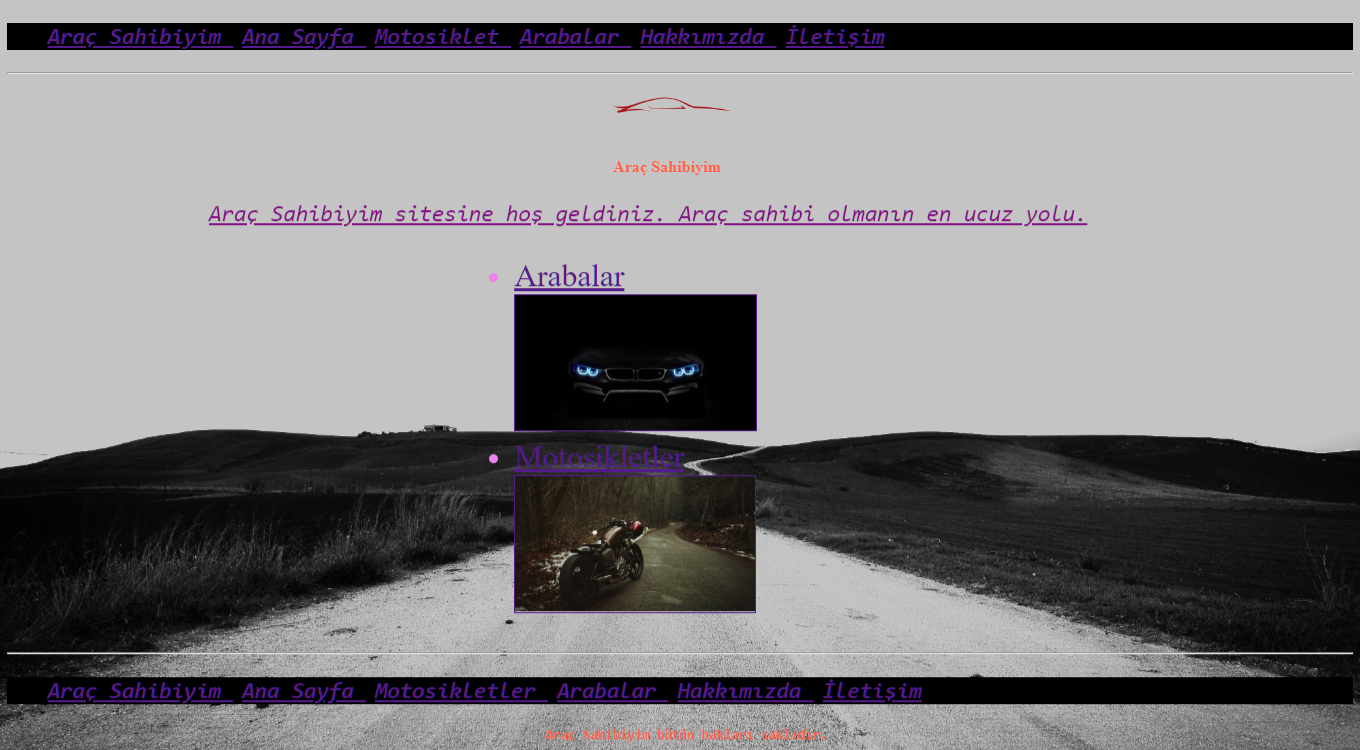 Araç Sahibiyim Ana Sayfa Motosiklet Arabalar Hakkımızda İletişim
Araç Sahibiyim
Araç Sahibiyim sitesine hoş geldiniz. Araç sahibi olmanın en ucuz yolu.
Arabalar
Motosikletler
Araç Sahibiyim Ana Sayfa Motosikletler Arabalar Hakkımızda İletişim
Araç Sahibiyim bütün hakları saklıdır.